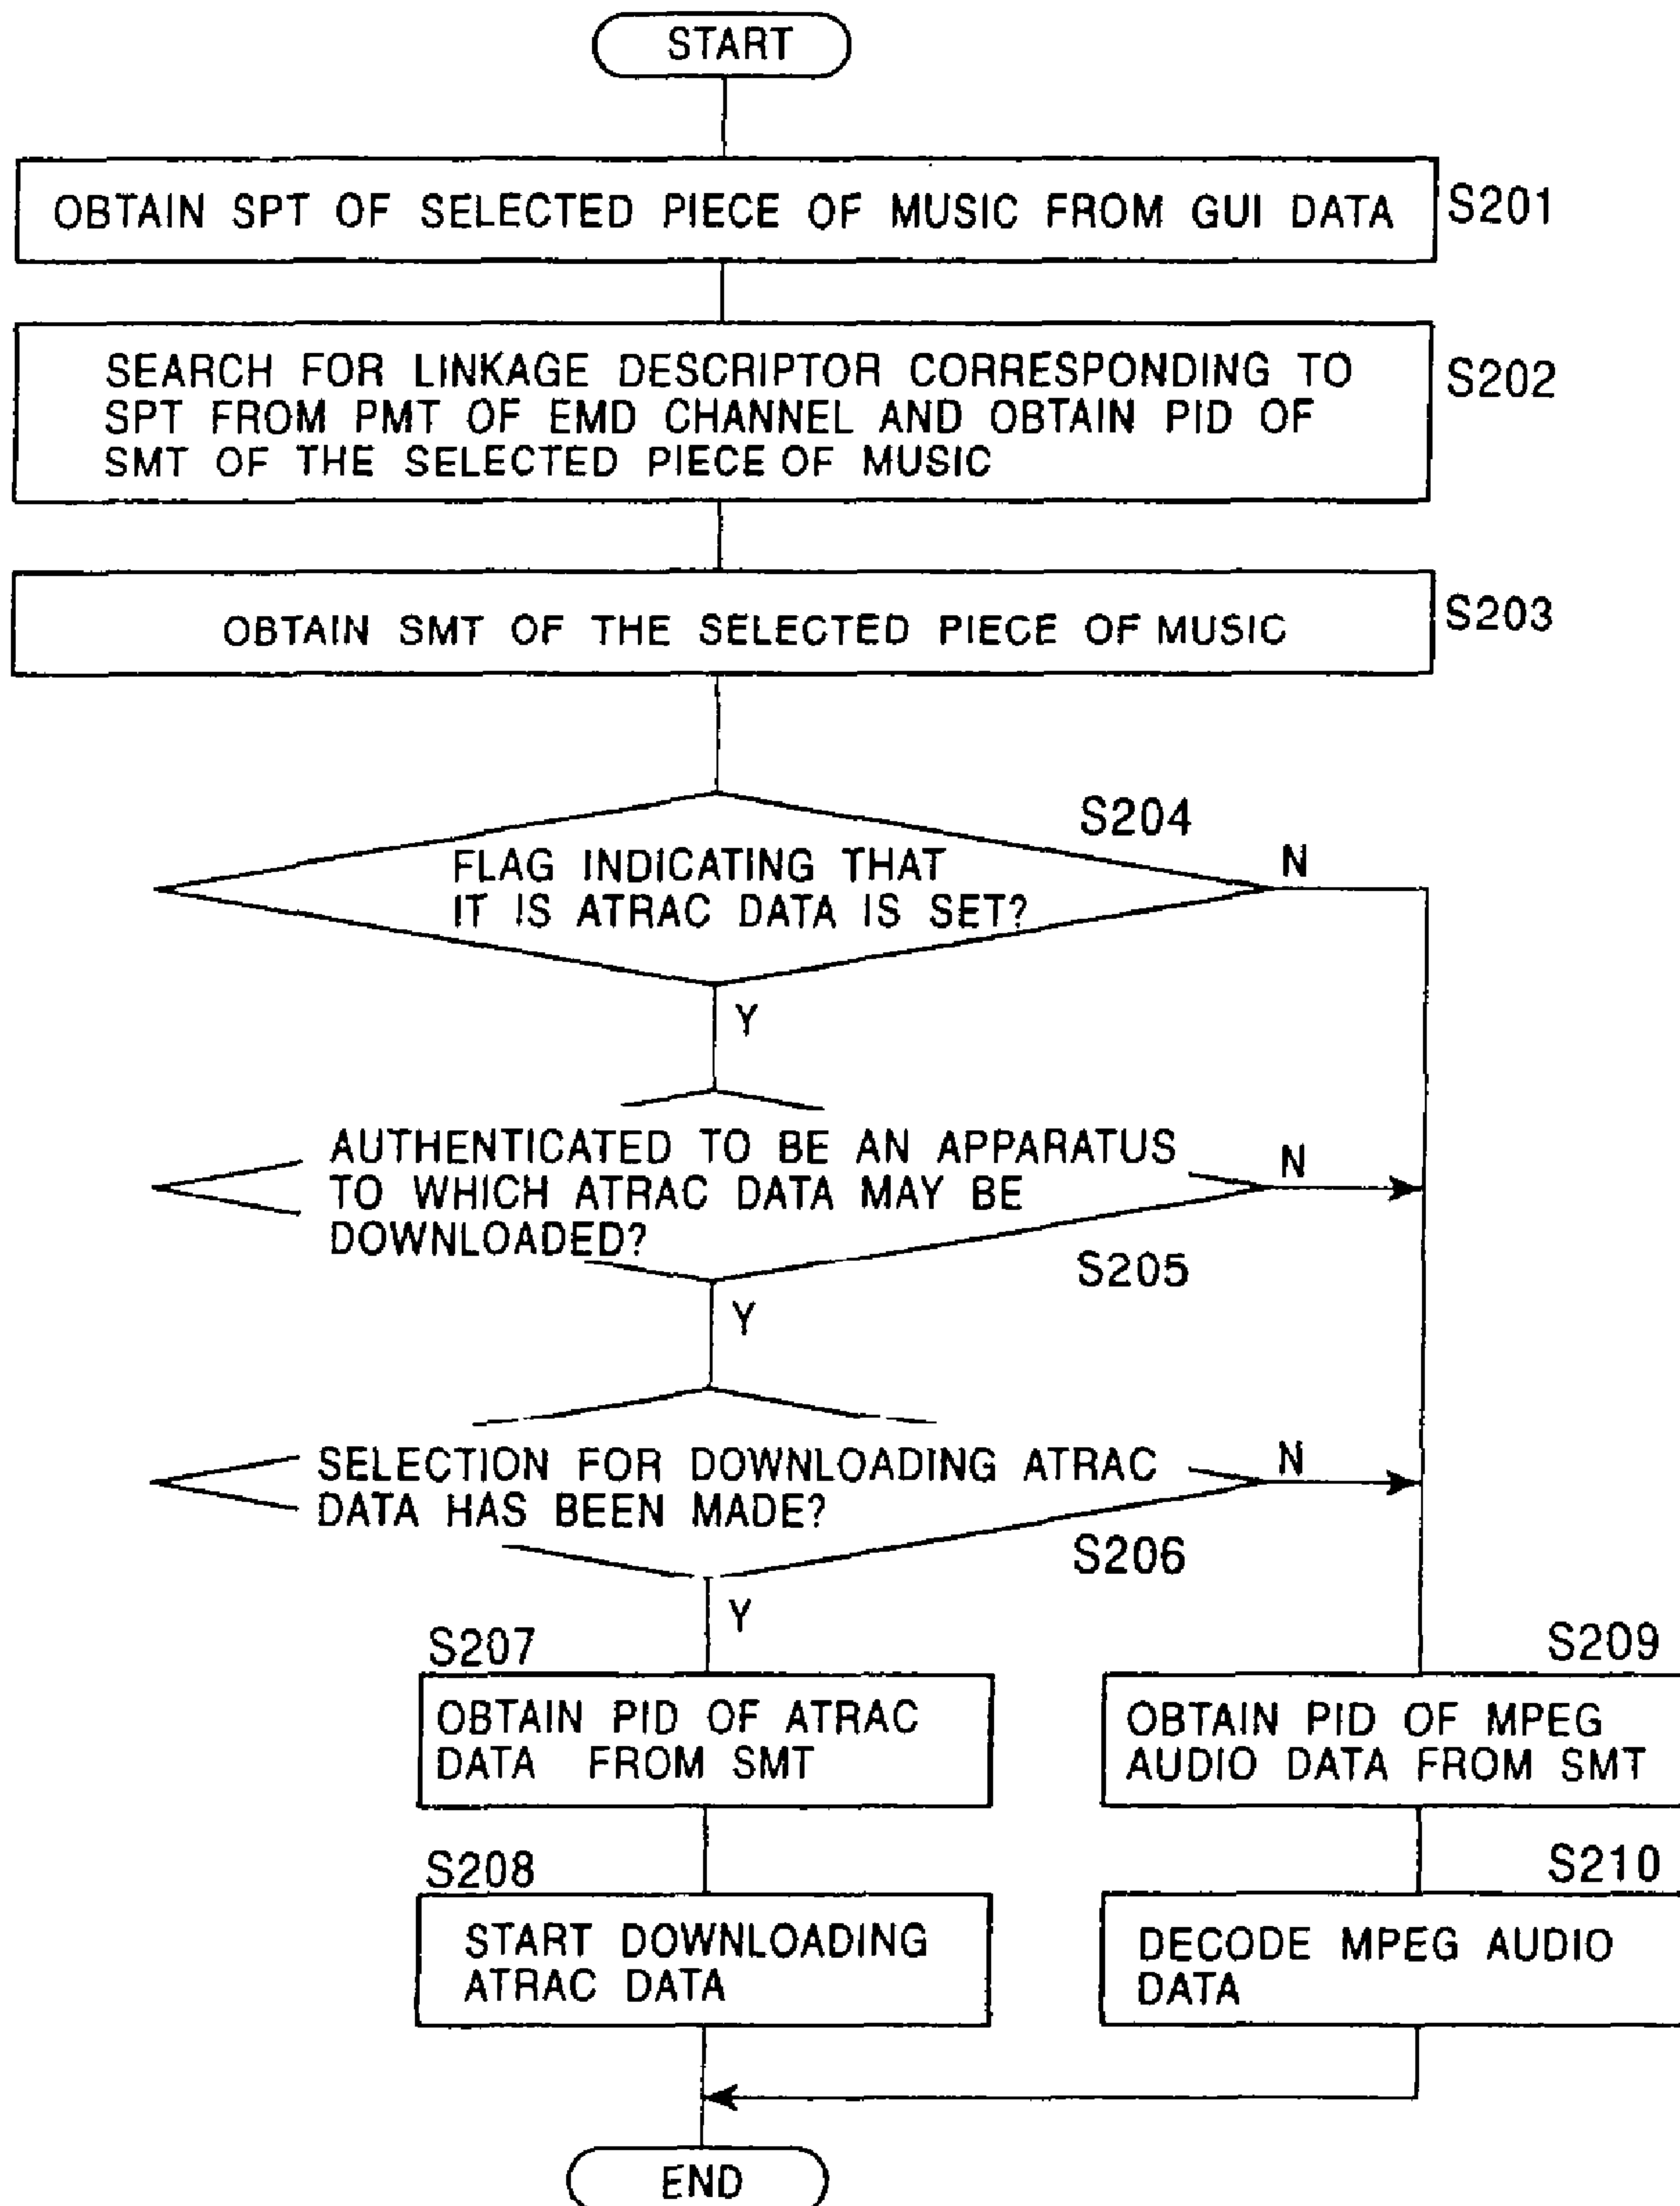 START
OBTAIN SPT OF SELECTED PIECE OF MUSIC FROM GUI DATA
S201
SEARCH FOR LINKAGE DESCRIPTOR CORRESPONDING TO
SPT FROM PMT OF EMD CHANNEL AND OBTAIN PID OF
SMT OF THE SELECTED PIECE OF MUSIC
S202
OBTAIN SMT OF THE SELECTED PIECE OF MUSIC
S203
S204
FLAG INDICATING THAT
IT IS ATRAC DATA IS SET?
N
Y
AUTHENTICATED TO BE AN APPARATUS
TO WHICH ATRAC DATA MAY BE
DOWNLOADED?
N
S205
Y
SELECTION FOR DOWNLOADING ATRAC
DATA HAS BEEN MADE?
N
S206
Y
S207
OBTAIN PID OF ATRAC
DATA FROM SMT
S209
OBTAIN PID OF MPEG
AUDIO DATA FROM SMT
S208
START DOWNLOADING
ATRAC DATA
S210
DECODE MPEG AUDIO
DATA
END